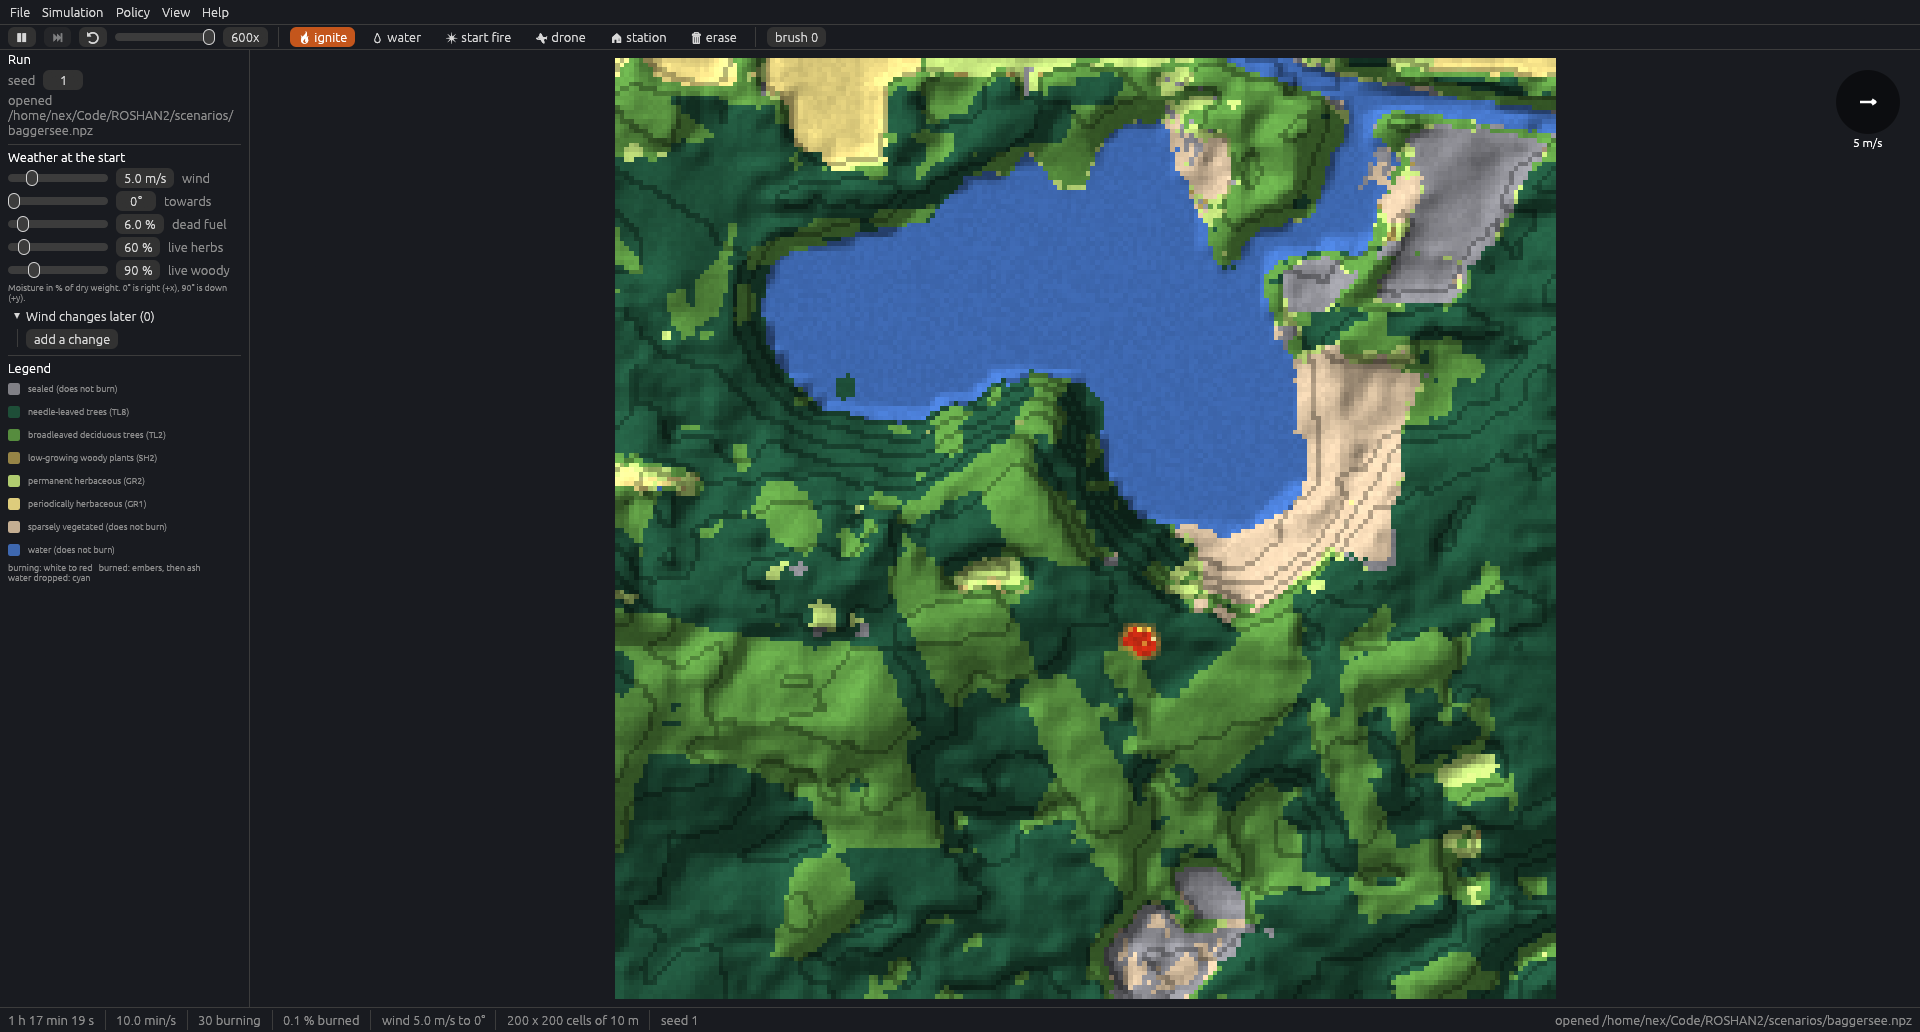 File Simulation Policy View Help
600x ignite water start fire drone station erase brush 0
Run
seed 1
opened
/home/nex/Code/ROSHAN2/scenarios/
baggersee.npz
Weather at the start
5.0 m/s wind
0° towards
6.0 % dead fuel
60 % live herbs
90 % live woody
Moisture in % of dry weight. 0° is right (+x), 90° is down
(+y).
Wind changes later (0)
add a change
Legend
sealed (does not burn)
needle-leaved trees (TL8)
broadleaved deciduous trees (TL2)
low-growing woody plants (SH2)
permanent herbaceous (GR2)
periodically herbaceous (GR1)
sparsely vegetated (does not burn)
water (does not burn)
burning: white to red burned: embers, then ash
water dropped: cyan
5 m/s
1 h 17 min 19 s 10.0 min/s 30 burning 0.1 % burned wind 5.0 m/s to 0° 200 x 200 cells of 10 m seed 1 opened /home/nex/Code/ROSHAN2/scenarios/baggersee.npz